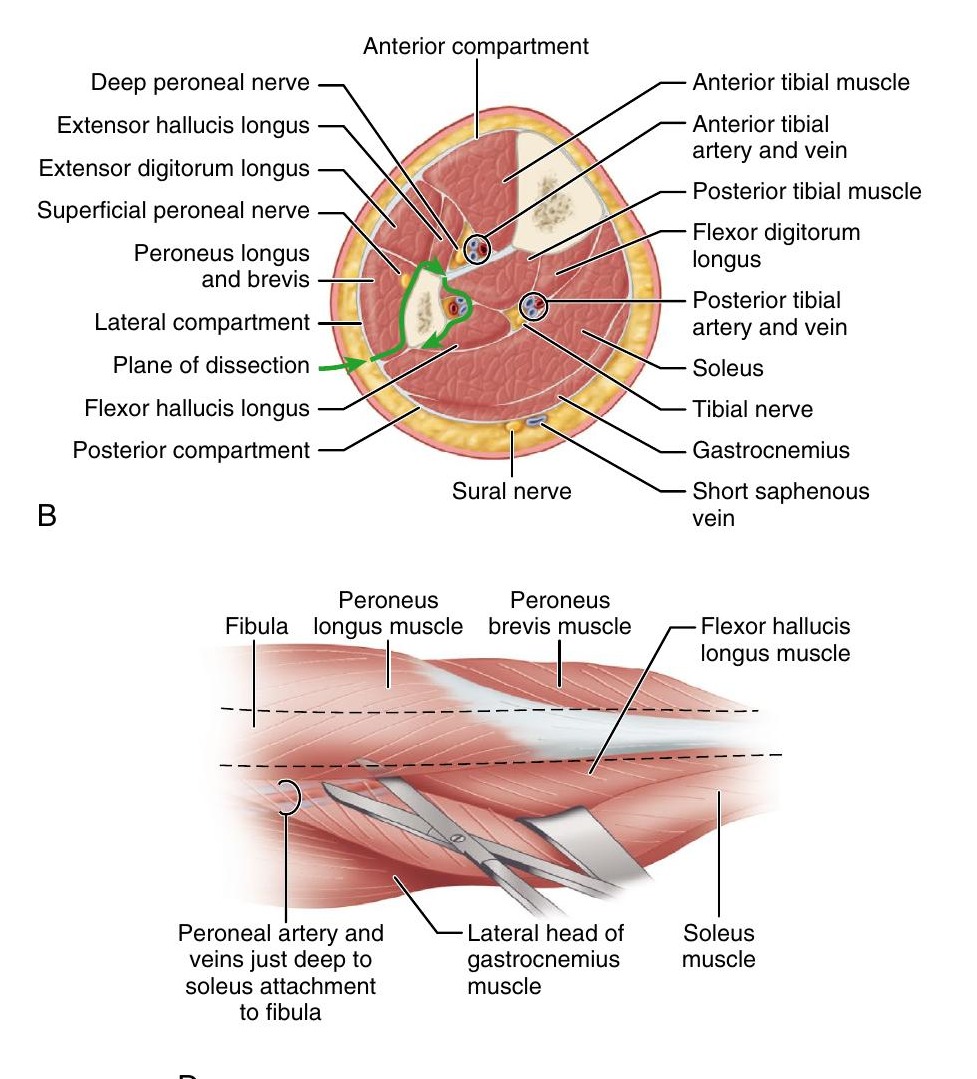 Anterior compartment
Deep peroneal nerve
Extensor hallucis longus
Extensor digitorum longus
Superficial peroneal nerve
Peroneus longus
and brevis
Lateral compartment
Plane of dissection
Flexor hallucis longus
Posterior compartment
Anterior tibial muscle
Anterior tibial
artery and vein
Posterior tibial muscle
Flexor digitorum
longus
Posterior tibial
artery and vein
Soleus
Tibial nerve
Gastrocnemius
Short saphenous
vein
Sural nerve
B
Fibula
Peroneus
longus muscle
Peroneus
brevis muscle
Flexor hallucis
longus muscle
Peroneal artery and
veins just deep to
soleus attachment
to fibula
Lateral head of
gastrocnemius
muscle
Soleus
muscle